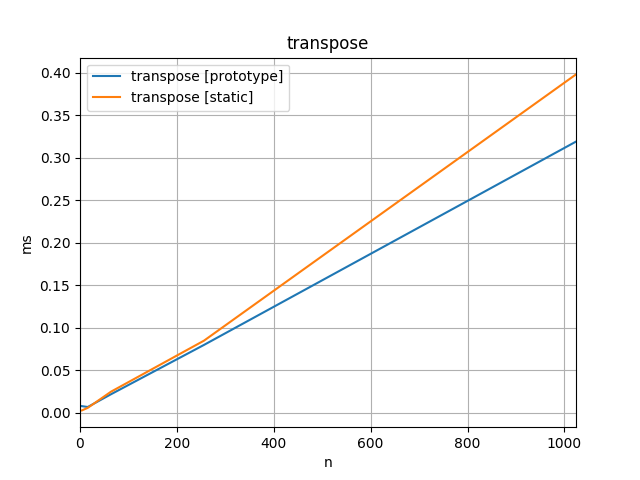 transpose
transpose [prototype]
transpose [static]
0.40
0.35
0.30
0.25
0.20
0.15
0.10
0.05
0.00
ms
0 200 400 600 800 1000
n